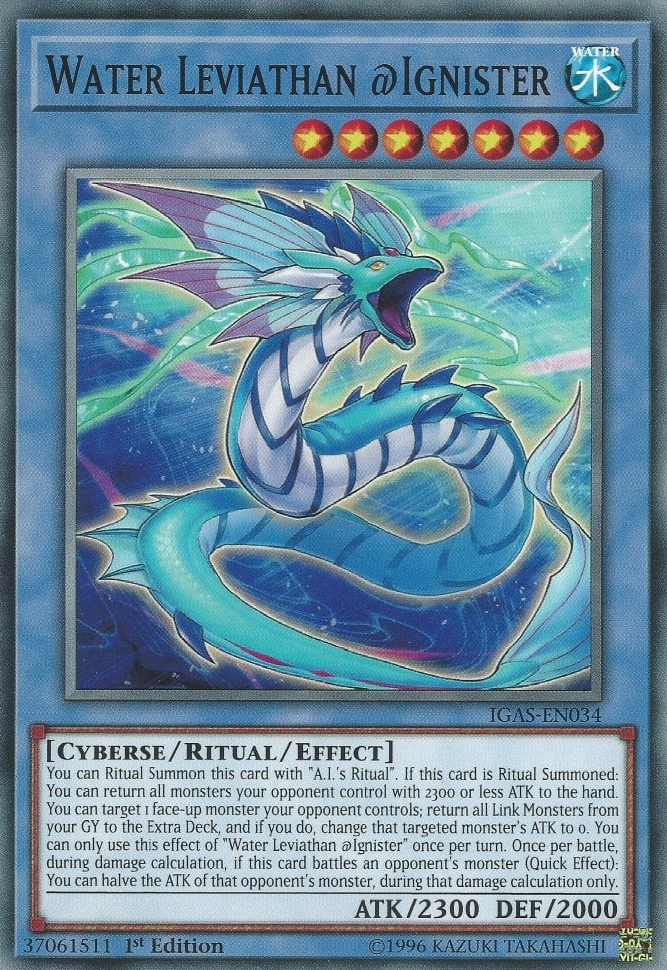 WATER LEVIATHAN @IGNISTER
WATER
水
IGAS-EN034
[CYBERSE/RITUAL/EFFECT]
You can Ritual Summon this card with "A.I.'s Ritual". If this card is Ritual Summoned:
You can return all monsters your opponent control with 2300 or less ATK to the hand.
You can target 1 face-up monster your opponent controls; return all Link Monsters from
your GY to the Extra Deck, and if you do, change that targeted monster's ATK to 0. You
can only use this effect of "Water Leviathan @Ignister" once per turn. Once per battle,
during damage calculation, if this card battles an opponent's monster (Quick Effect):
You can halve the ATK of that opponent's monster, during that damage calculation only.
ATK/2300 DEF/2000
37061511 1st Edition
©1996 KAZUKI TAKAHASHI